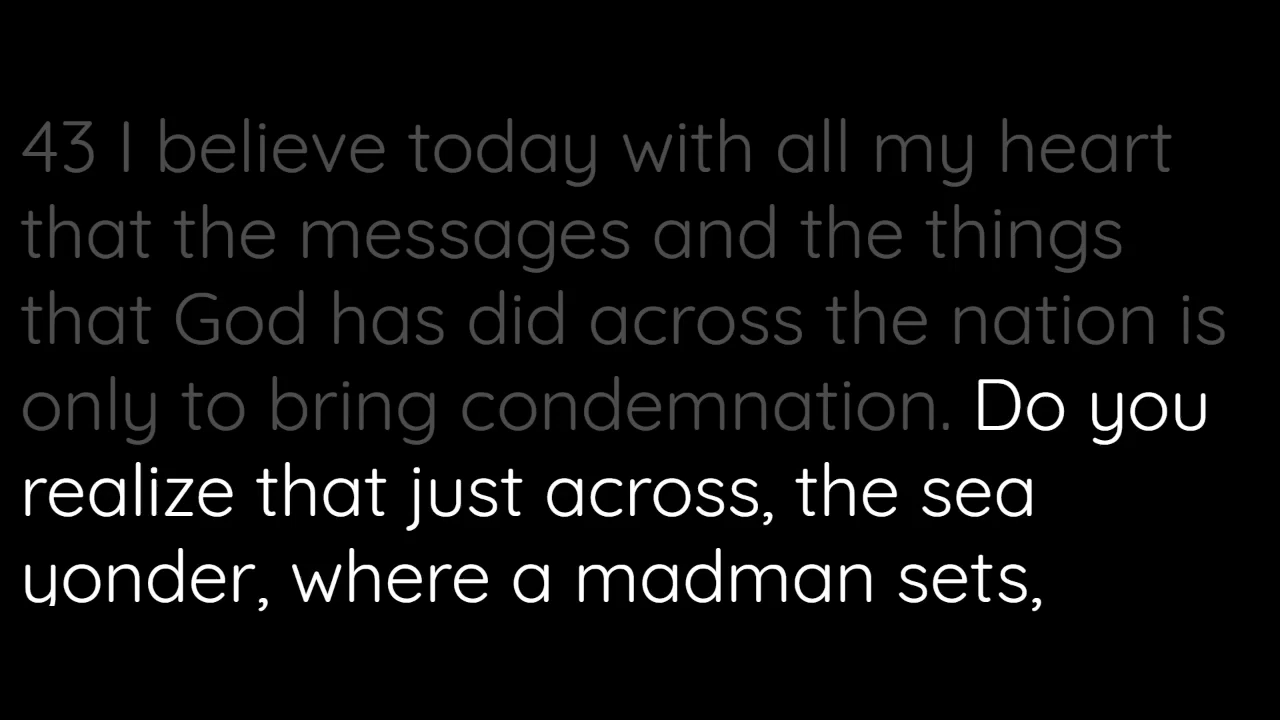 43 I believe today with all my heart
that the messages and the things
that God has did across the nation is
only to bring condemnation. Do you
realize that just across, the sea
yonder, where a madman sets,